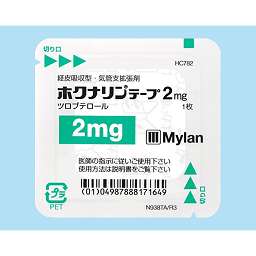 切り口
HC782
経皮吸収型・気管支拡張剤
ホクナリンテープ2mg
ツロブテロール 1枚
2mg
Mylan
医師の指示に従いご使用下さい
使用方法は説明書をご覧下さい
プラ
PET
(01)04987888171649
切り口
N938TA/R3